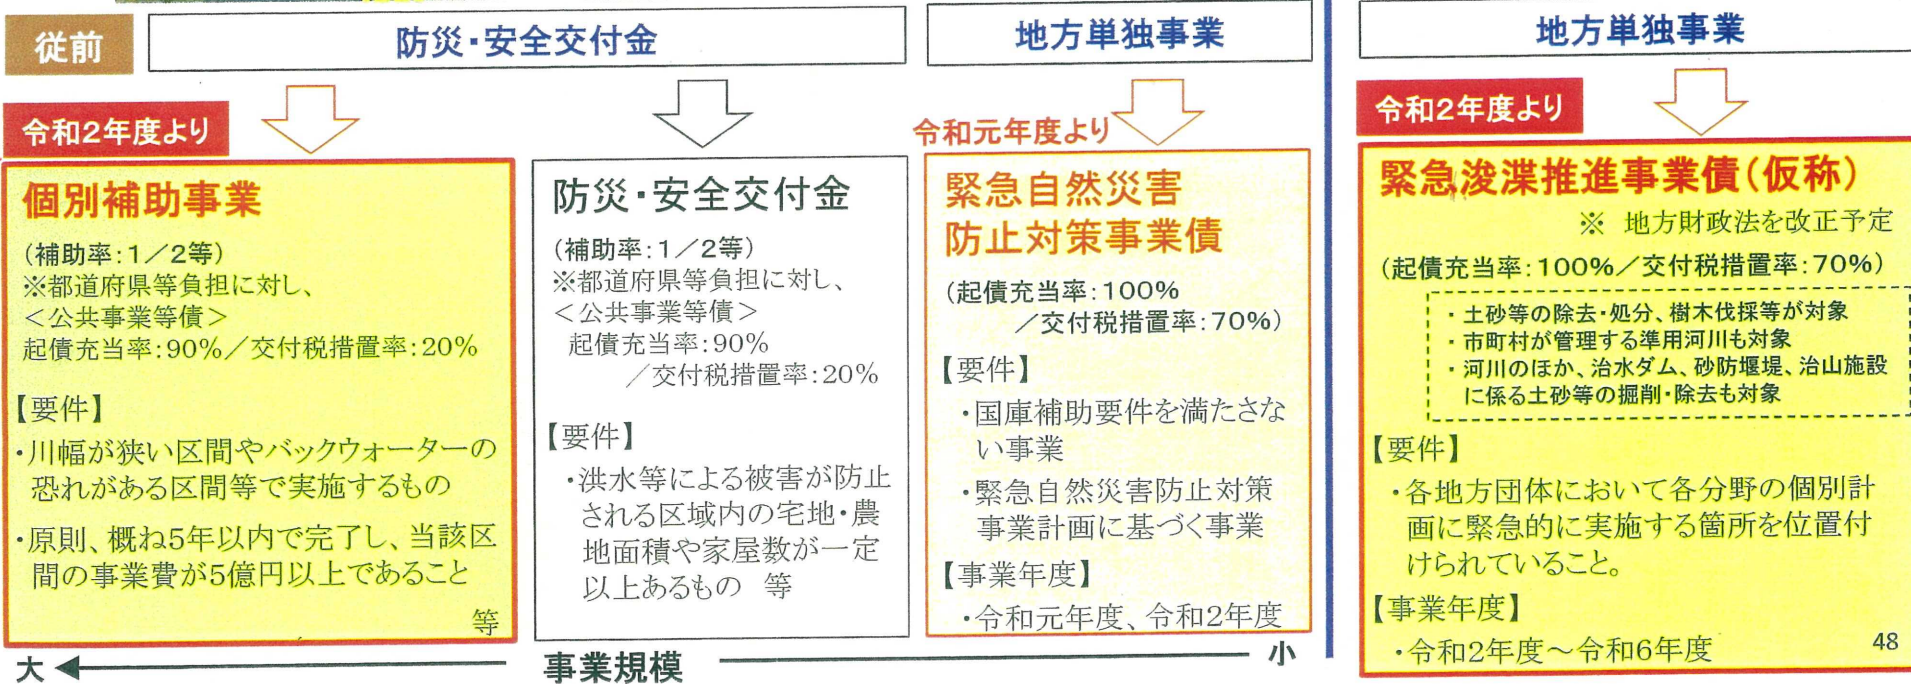 従前
防災・安全交付金
地方単独事業
令和2年度より
個別補助事業
(補助率:1/2等)
※都道府県等負担に対し、
<公共事業等債>
起債充当率:90%/交付税措置率:20%
【要件】
・川幅が狭い区間やバックウォーターの
恐れがある区間等で実施するもの
・原則、概ね5年以内で完了し、当該区
間の事業費が5億円以上であること
等
防災・安全交付金
(補助率:1/2等)
※都道府県等負担に対し、
<公共事業等債>
起債充当率:90%
/交付税措置率:20%
【要件】
・洪水等による被害が防止
される区域内の宅地・農
地面積や家屋数が一定
以上あるもの 等
令和元年度より
緊急自然災害
防止対策事業債
(起債充当率:100%
/交付税措置率:70%)
【要件】
・国庫補助要件を満たさな
い事業
・緊急自然災害防止対策
事業計画に基づく事業
【事業年度】
・令和元年度、令和2年度
大
事業規模
小
地方単独事業
令和2年度より
緊急浚渫推進事業債(仮称)
※ 地方財政法を改正予定
(起債充当率:100%/交付税措置率:70%)
・土砂等の除去・処分、樹木伐採等が対象
・市町村が管理する準用河川も対象
・河川のほか、治水ダム、砂防堰堤、治山施設
に係る土砂等の掘削・除去も対象
【要件】
・各地方団体において各分野の個別計
画に緊急的に実施する箇所を位置付
けられていること。
【事業年度】
・令和2年度~令和6年度
48